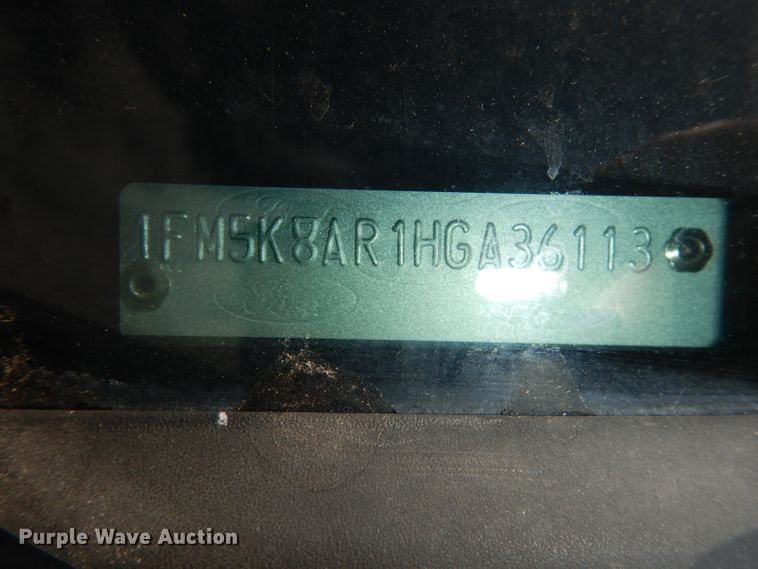 1FM5K8AR1HGA36113
Purple Wave Auction